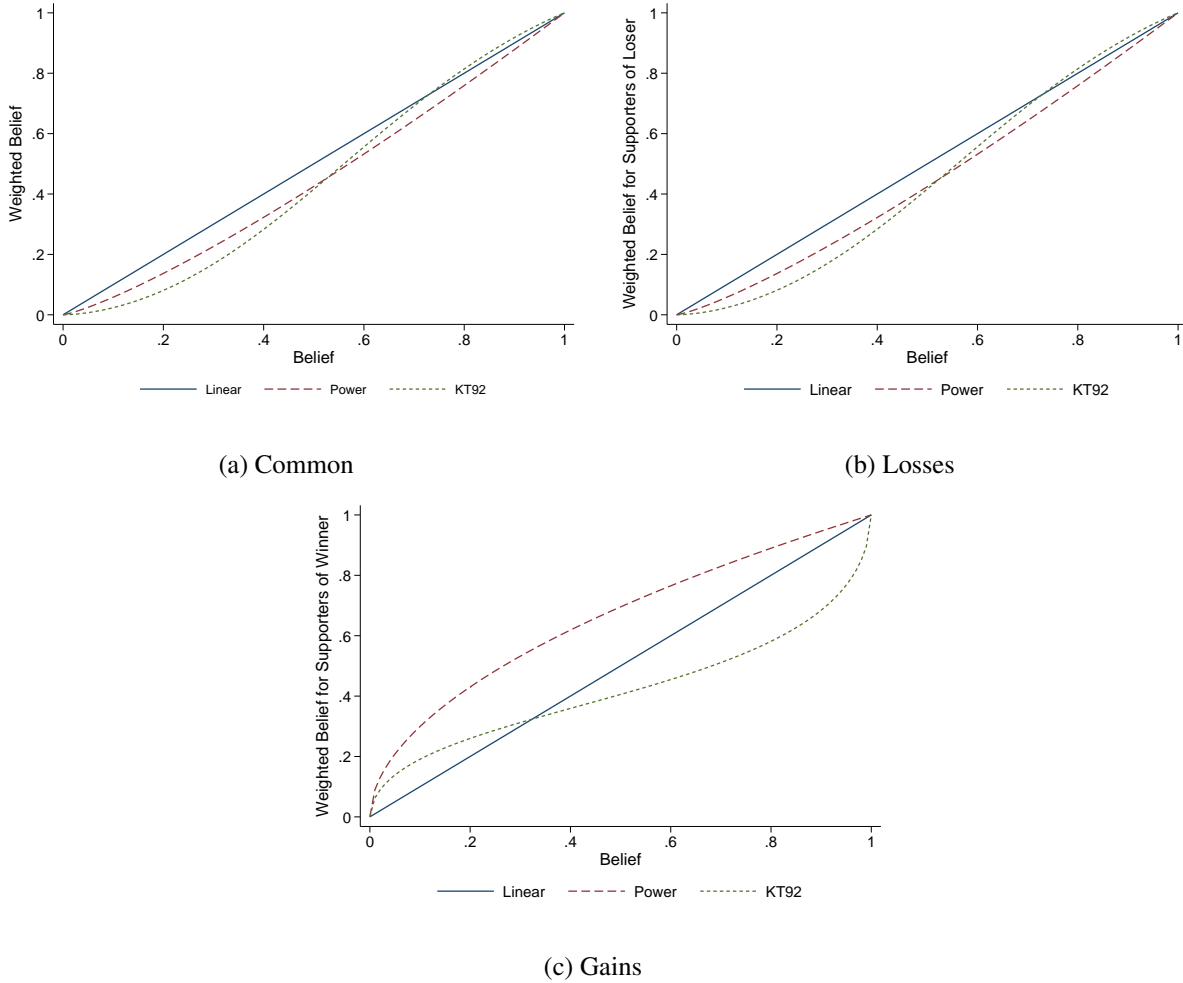 Weighted Belief
1
.8
.6
.4
.2
0
0 .2 .4 .6 .8 1
Belief
Linear Power KT92
(a) Common
Weighted Belief for Supporters of Loser
1
.8
.6
.4
.2
0
0 .2 .4 .6 .8 1
Belief
Linear Power KT92
(b) Losses
Weighted Belief for Supporters of Winner
1
.8
.6
.4
.2
0
0 .2 .4 .6 .8 1
Belief
Linear Power KT92
(c) Gains